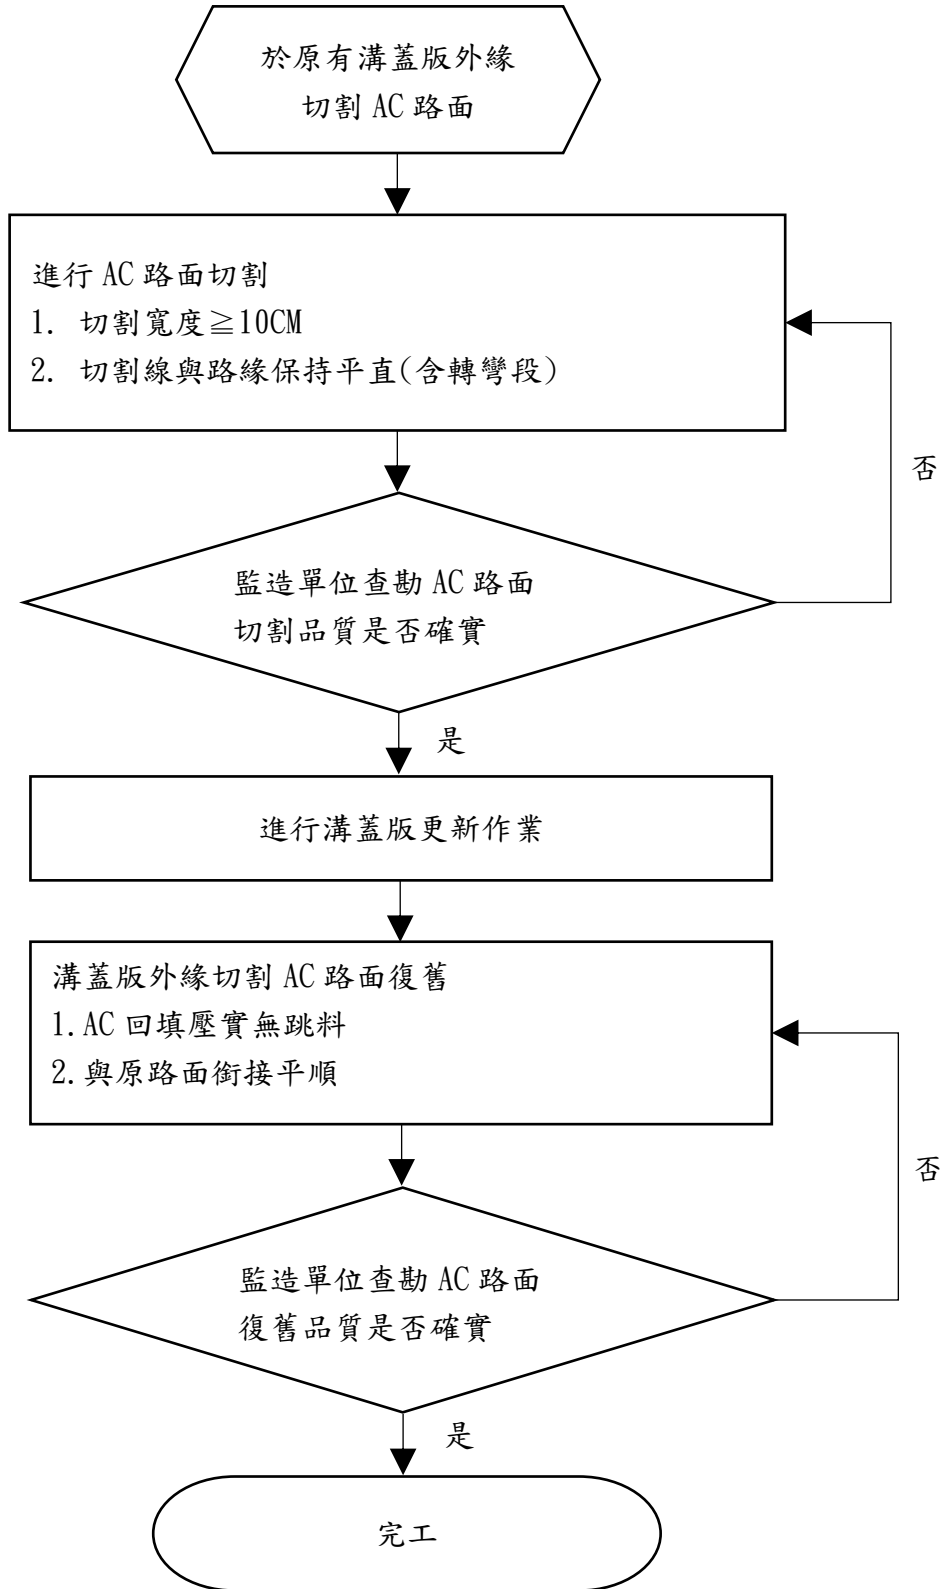 於原有溝蓋版外緣
切割 AC 路面
進行 AC 路面切割
1. 切割寬度≧10CM
2. 切割線與路緣保持平直(含轉彎段)
否
監造單位查勘 AC 路面
切割品質是否確實
是
進行溝蓋版更新作業
溝蓋版外緣切割 AC 路面復舊
1.AC 回填壓實無跳料
2.與原路面銜接平順
否
監造單位查勘 AC 路面
復舊品質是否確實
是
完工